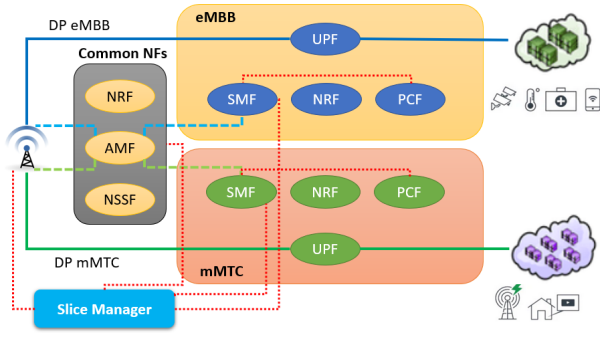 DP eMBB
eMBB
UPF
Common NFs
NRF
SMF
NRF
PCF
AMF
NSSF
SMF
NRF
PCF
UPF
DP mMTC
mMTC
Slice Manager